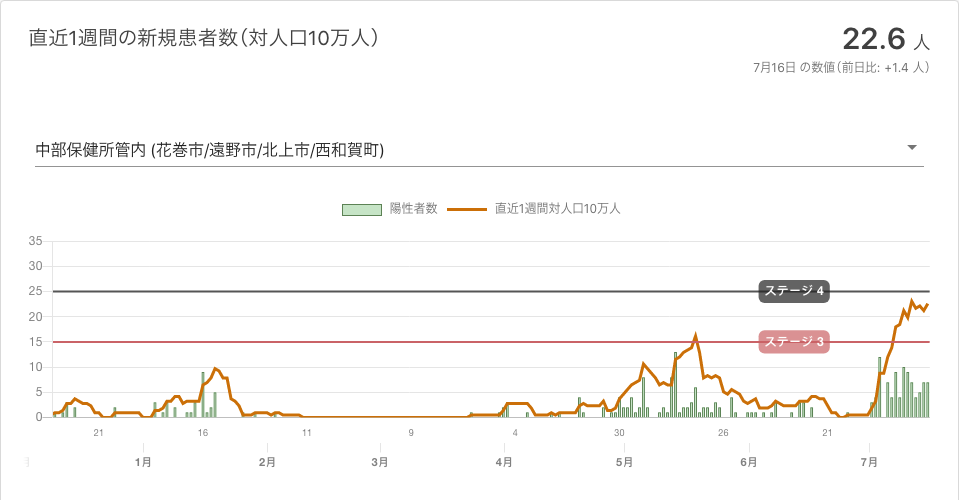 直近1週間の新規患者数(対人口10万人)
22.6 人
7月16日 の数値(前日比: +1.4 人)
中部保健所管内 (花巻市/遠野市/北上市/西和賀町)
陽性者数 直近1週間対人口10万人
35
30
25
20
15
10
5
0
ステージ 4
ステージ 3
21 16 11 9 4 30 26 21
1月 2月 3月 4月 5月 6月 7月